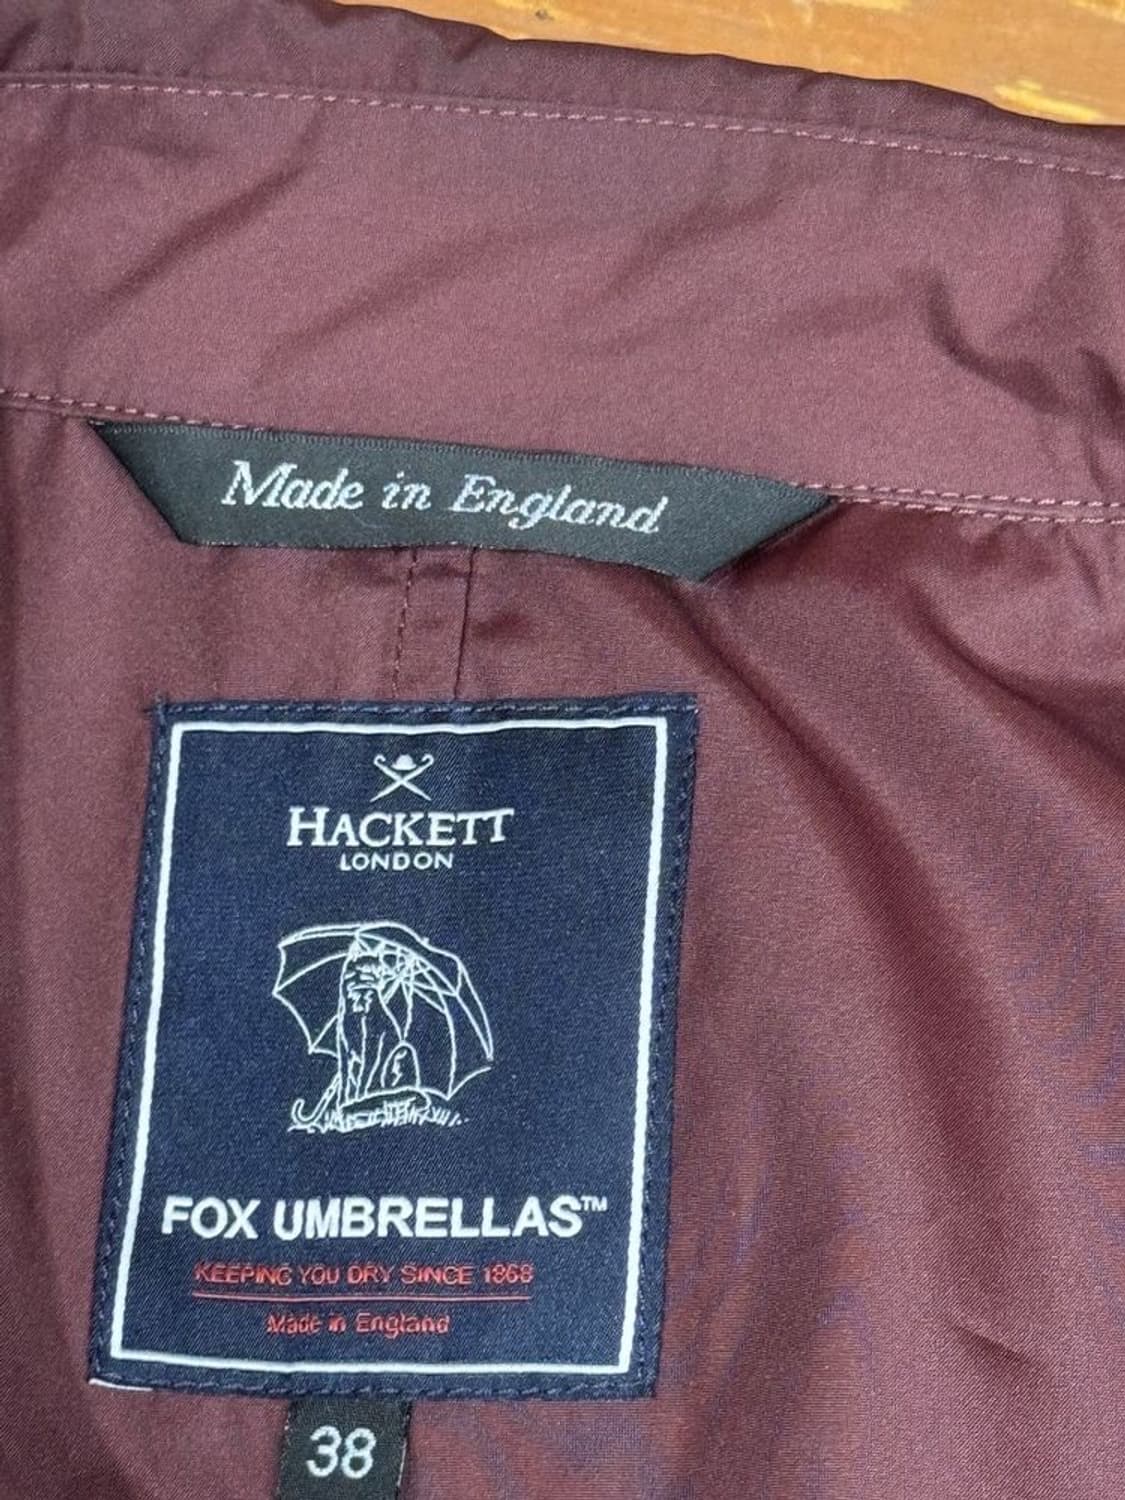 Made in England
HACKETT
LONDON
FOX UMBRELLAS™
KEEPING YOU DRY SINCE 1868
Made in England
38